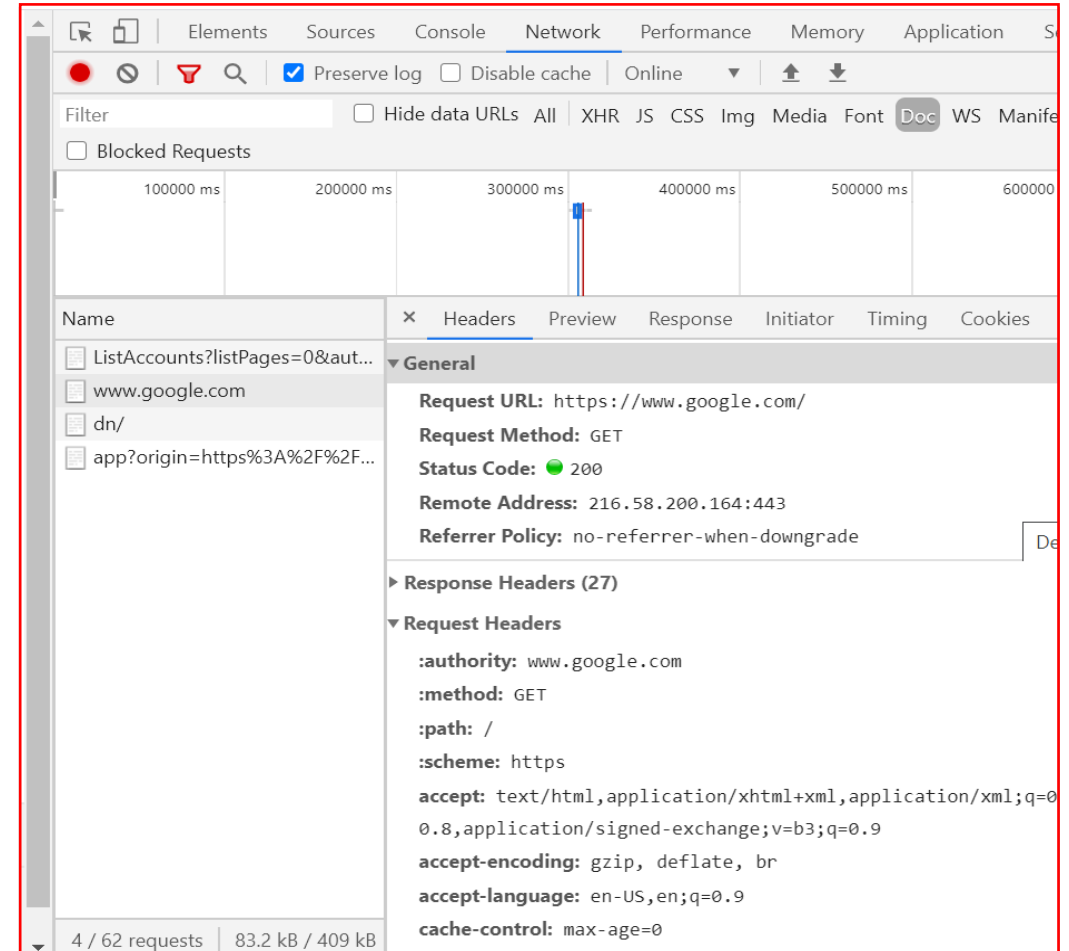 Elements Sources Console Network Performance Memory Application
Preserve log Disable cache Online
Filter Hide data URLs All XHR JS CSS Img Media Font Doc WS Manife
Blocked Requests
100000 ms 200000 ms 300000 ms 400000 ms 500000 ms 600000
Name
ListAccounts?listPages=0&aut...
www.google.com
dn/
app?origin=https%3A%2F%2F...
4 / 62 requests 83.2 kB / 409 kB
× Headers Preview Response Initiator Timing Cookies
General
Request URL: https://www.google.com/
Request Method: GET
Status Code: 200
Remote Address: 216.58.200.164:443
Referrer Policy: no-referrer-when-downgrade
De
Response Headers (27)
Request Headers
:authority: www.google.com
:method: GET
:path: /
:scheme: https
accept: text/html,application/xhtml+xml,application/xml;q=0
0.8,application/signed-exchange;v=b3;q=0.9
accept-encoding: gzip, deflate, br
accept-language: en-US,en;q=0.9
cache-control: max-age=0